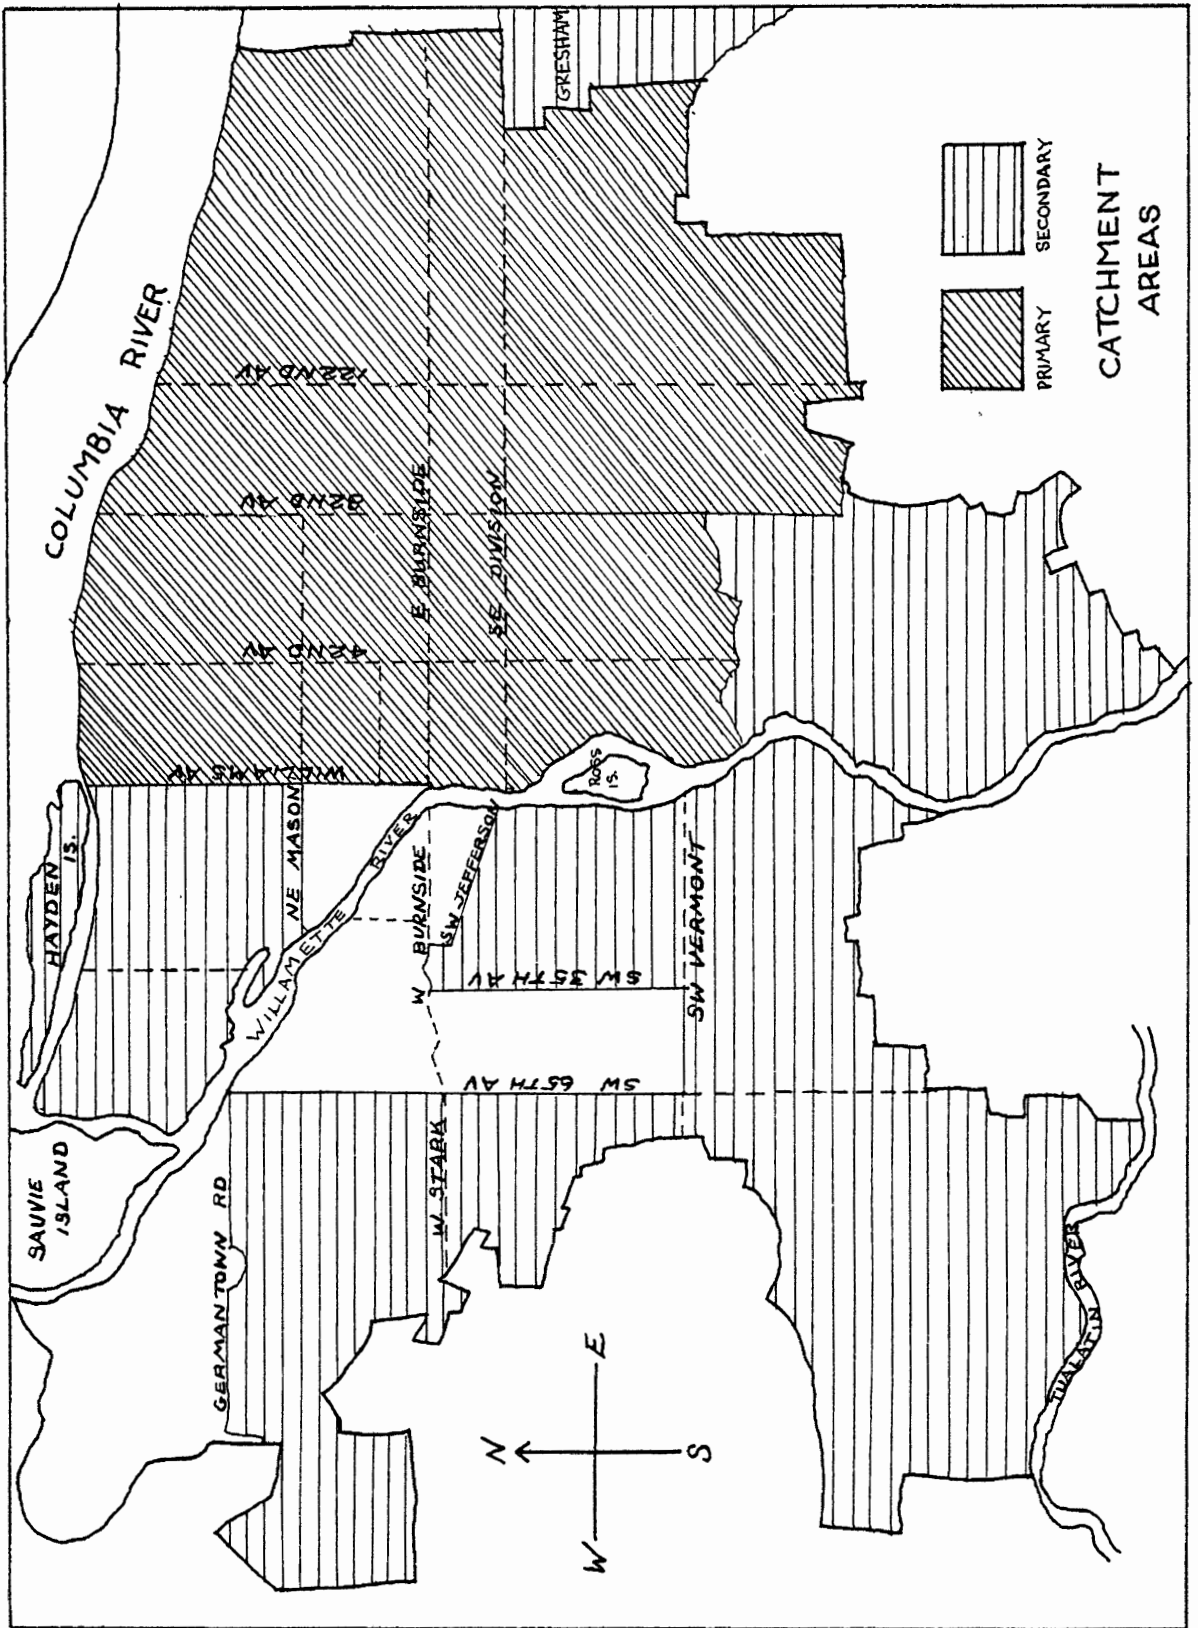 COLUMBIA RIVER
GRESHAM
HAYDEN
IS.
SAUVIE
ISLAND
WILLAMETTE RIVER
ROSS
IS.
TUALATIN RIVER
GERMANTOWN RD
NE MASON
WILLIAMS AV
42ND AV
82ND AV
122ND AV
E BURNSIDE
SE DIVISION
W BURNSIDE
SW JEFFERSON
SW 35TH AV
SW 65TH AV
SW VERMONT
W STARK
N
W
E
S
PRIMARY
SECONDARY
CATCHMENT
AREAS